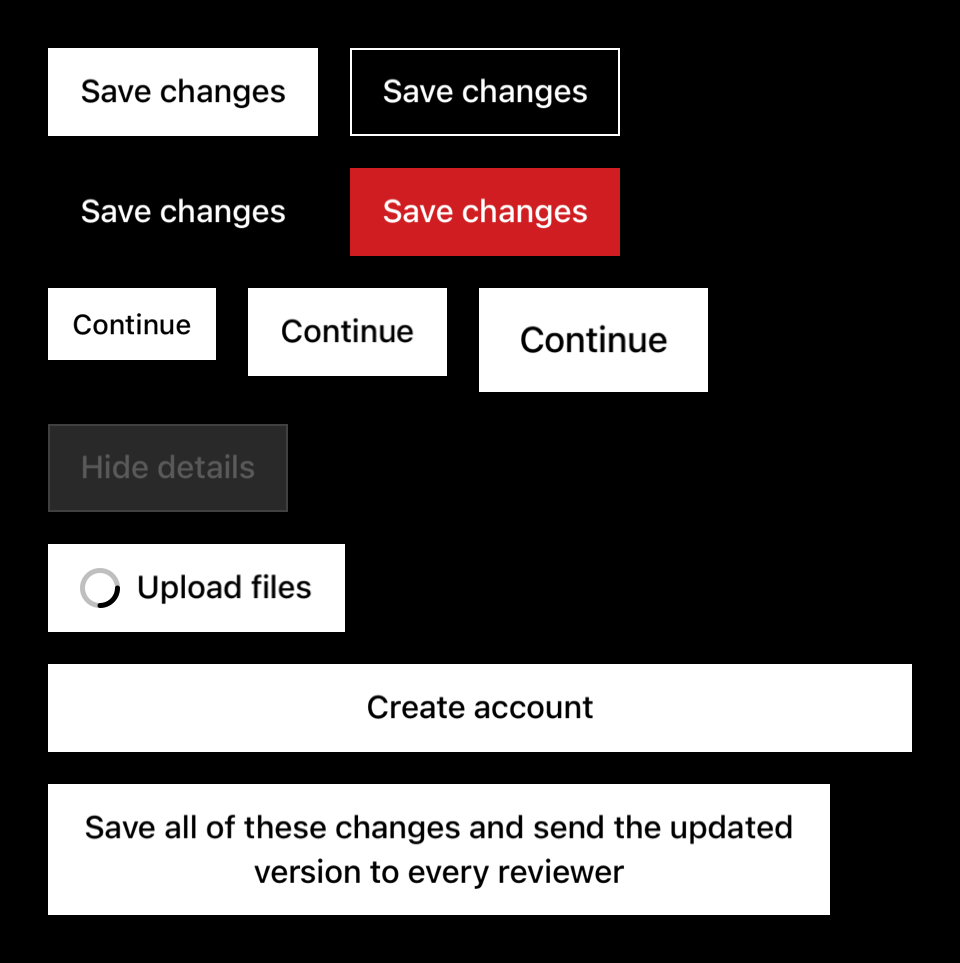 Save changes
Save changes
Save changes
Save changes
Continue
Continue
Continue
Hide details
Upload files
Create account
Save all of these changes and send the updated
version to every reviewer